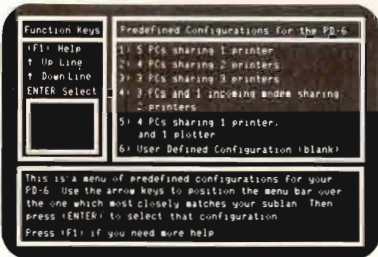 Function Keys
(F1) Help
↑ Up Line
↑ Down Line
ENTER Select
Predefined Configurations for the PD-6
1) 5 PCs sharing 1 printer
2) 4 PCs sharing 2 printers
3) 3 PCs sharing 3 printers
4) 3 PCs and 1 incoming modem sharing
2 printers
5) 4 PCs sharing 1 printer,
and 1 plotter
6) User Defined Configuration (blank)
This is a menu of predefined configurations for your
PD-6 Use the arrow keys to position the menu bar over
the one which most closely matches your sublan Then
press (ENTER) to select that configuration
Press (F1) if you need more help